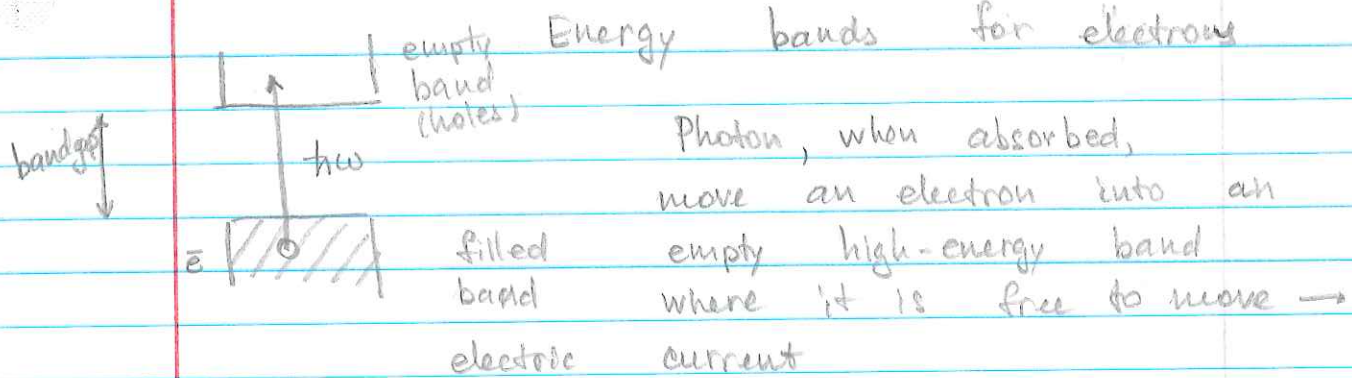 Energy bands for electrons
empty
band
(holes)
bandgap
ħω
Photon, when absorbed,
move an electron into an
ē
filled empty high-energy band
band where it is free to move →
electric current